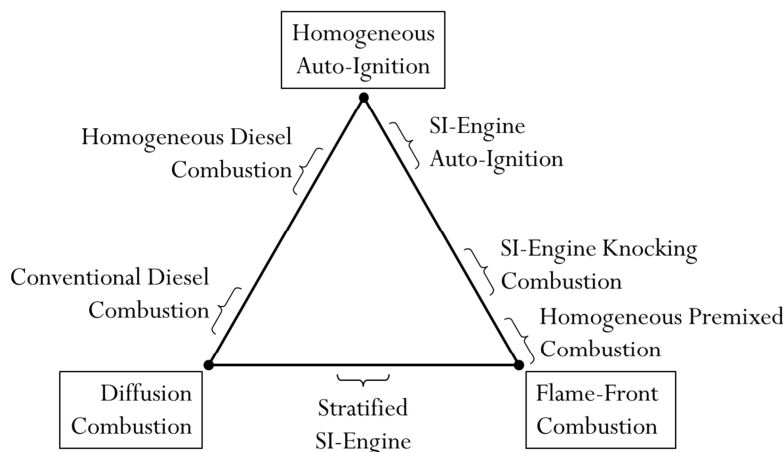 Homogeneous
Auto-Ignition
Homogeneous Diesel
Combustion
SI-Engine
Auto-Ignition
Conventional Diesel
Combustion
SI-Engine Knocking
Combustion
Homogeneous Premixed
Combustion
Diffusion
Combustion
Stratified
SI-Engine
Flame-Front
Combustion